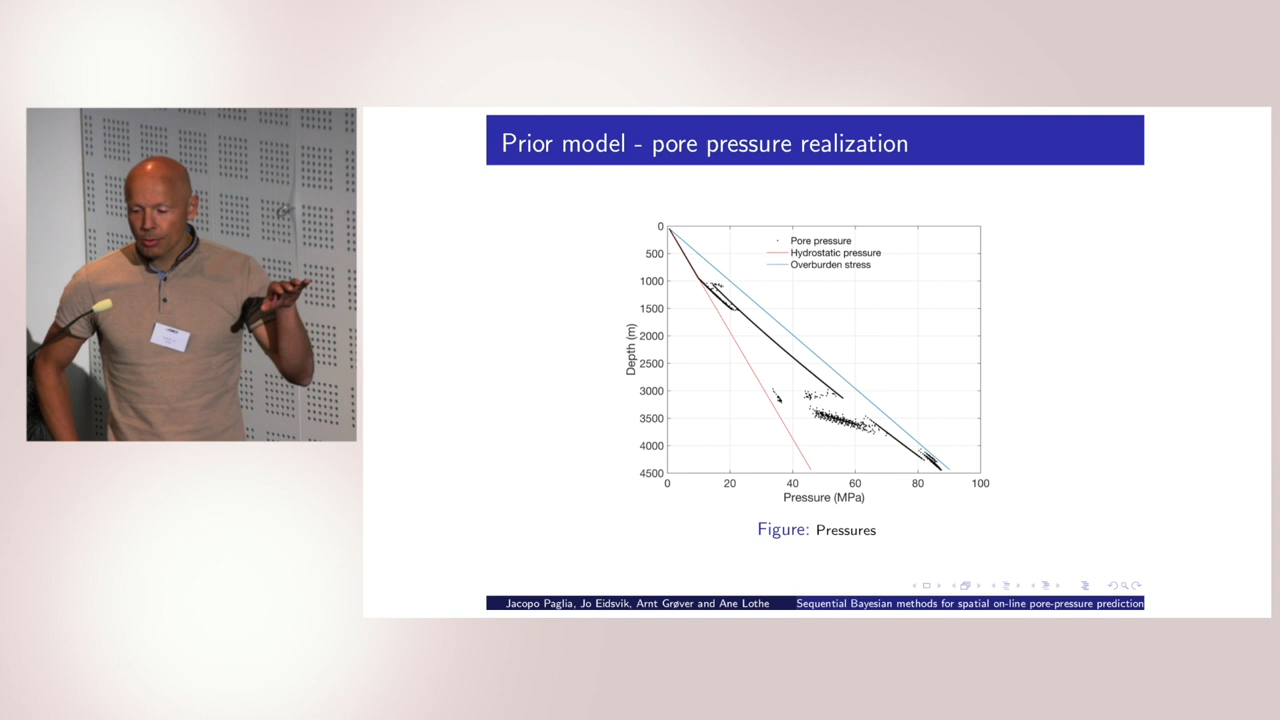 Prior model - pore pressure realization
0
500
1000
1500
2000
2500
3000
3500
4000
4500
Depth (m)
Pore pressure
Hydrostatic pressure
Overburden stress
0 20 40 60 80 100
Pressure (MPa)
Figure: Pressures
Jacopo Paglia, Jo Eidsvik, Arnt Grøver and Ane Lothe Sequential Bayesian methods for spatial on-line pore-pressure prediction